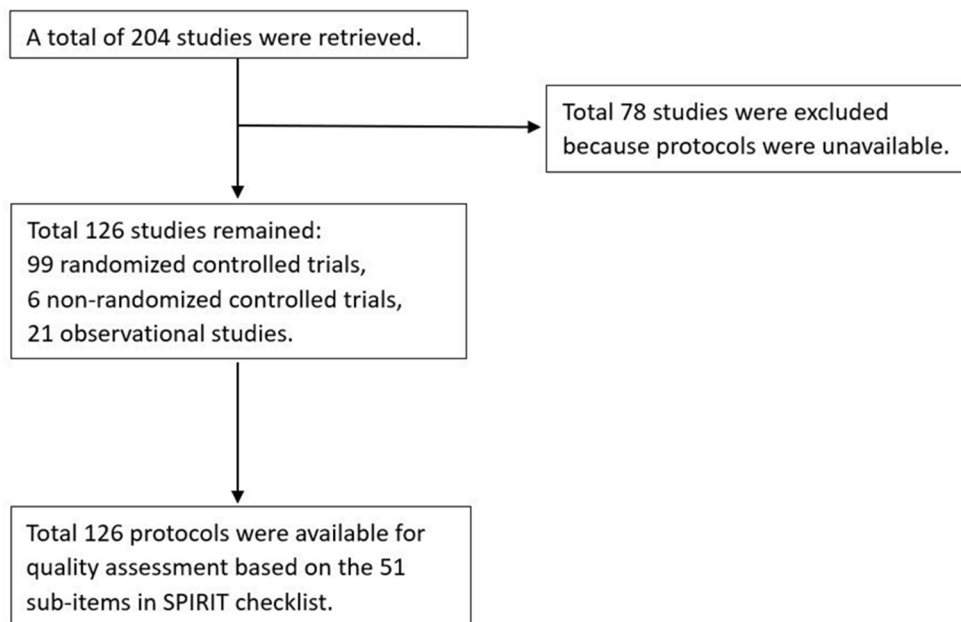 A total of 204 studies were retrieved.
Total 78 studies were excluded
because protocols were unavailable.
Total 126 studies remained:
99 randomized controlled trials,
6 non-randomized controlled trials,
21 observational studies.
Total 126 protocols were available for
quality assessment based on the 51
sub-items in SPIRIT checklist.